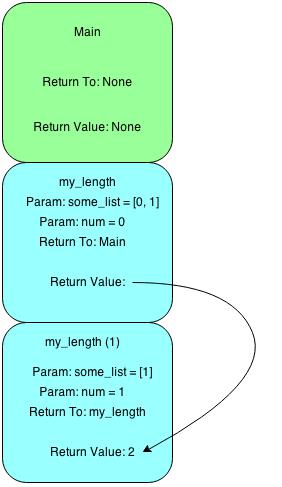 Main
Return To: None
Return Value: None
my_length
Param: some_list = [0, 1]
Param: num = 0
Return To: Main
Return Value:
my_length (1)
Param: some_list = [1]
Param: num = 1
Return To: my_length
Return Value: 2